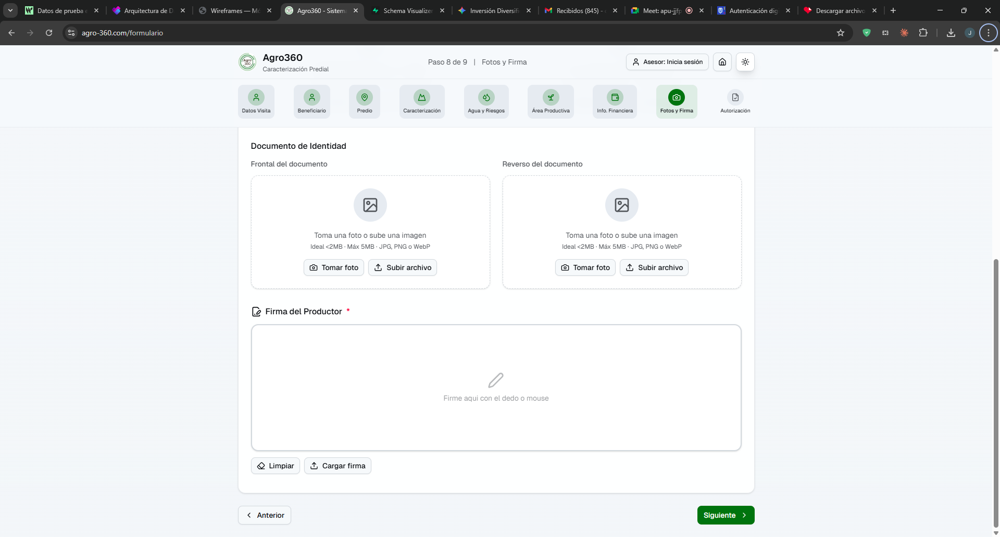 Datos de prueba
Arquitectura de D
Wireframes — Mó
Agro360 - Sistema
Schema Visualizer
Inversión Diversifi
Recibidos (845) -
Meet: apu-jjfp
Autenticación dig
Descargar archivo
agro-360.com/formulario
J
Agro360
Caracterización Predial
Paso 8 de 9 | Fotos y Firma
Asesor: Inicia sesión
Datos Visita
Beneficiario
Predio
Caracterización
Agua y Riesgos
Área Productiva
Info. Financiera
Fotos y Firma
Autorización
Documento de Identidad
Frontal del documento
Reverso del documento
Toma una foto o sube una imagen
Ideal <2MB · Máx 5MB · JPG, PNG o WebP
Tomar foto
Subir archivo
Toma una foto o sube una imagen
Ideal <2MB · Máx 5MB · JPG, PNG o WebP
Tomar foto
Subir archivo
Firma del Productor *
Firme aqui con el dedo o mouse
Limpiar
Cargar firma
Anterior
Siguiente